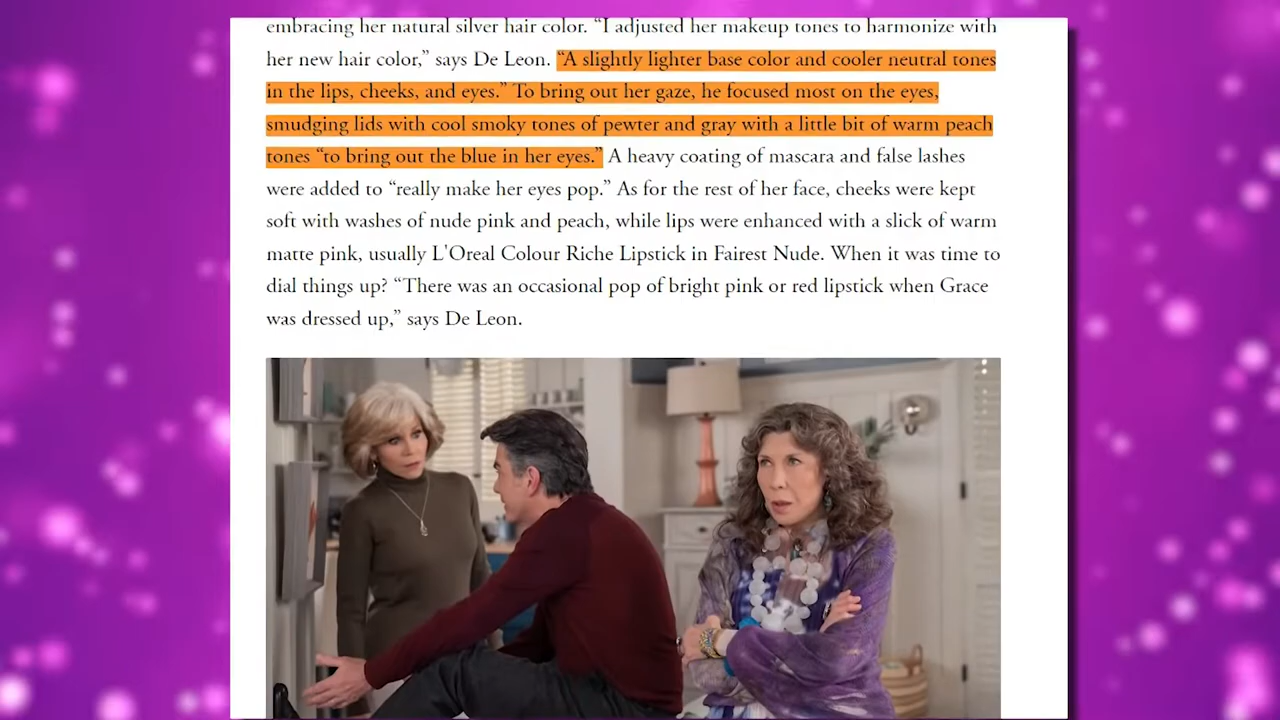 embracing her natural silver hair color. “I adjusted her makeup tones to harmonize with
her new hair color,” says De Leon. “A slightly lighter base color and cooler neutral tones
in the lips, cheeks, and eyes.” To bring out her gaze, he focused most on the eyes,
smudging lids with cool smoky tones of pewter and gray with a little bit of warm peach
tones “to bring out the blue in her eyes.” A heavy coating of mascara and false lashes
were added to “really make her eyes pop.” As for the rest of her face, cheeks were kept
soft with washes of nude pink and peach, while lips were enhanced with a slick of warm
matte pink, usually L'Oreal Colour Riche Lipstick in Fairest Nude. When it was time to
dial things up? “There was an occasional pop of bright pink or red lipstick when Grace
was dressed up,” says De Leon.